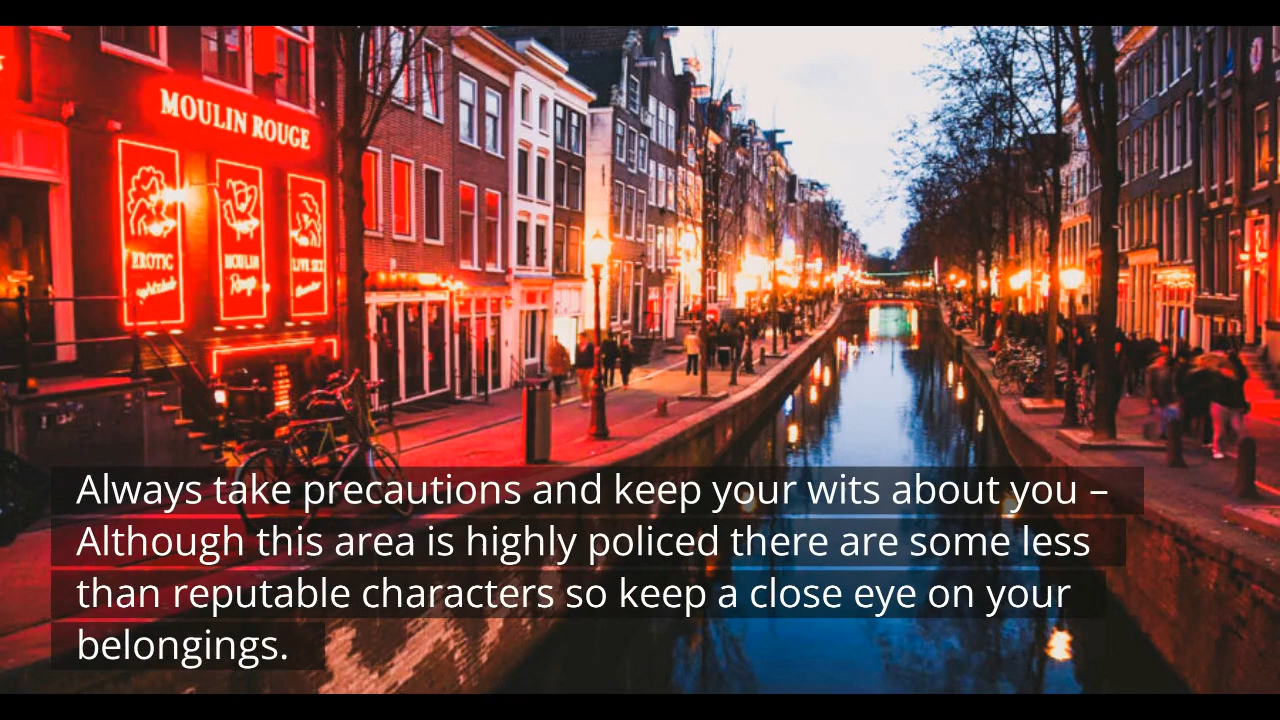 MOULIN ROUGE
EROTIC
MOULIN
Rouge
LIVE SEX
Always take precautions and keep your wits about you –
Although this area is highly policed there are some less
than reputable characters so keep a close eye on your
belongings.